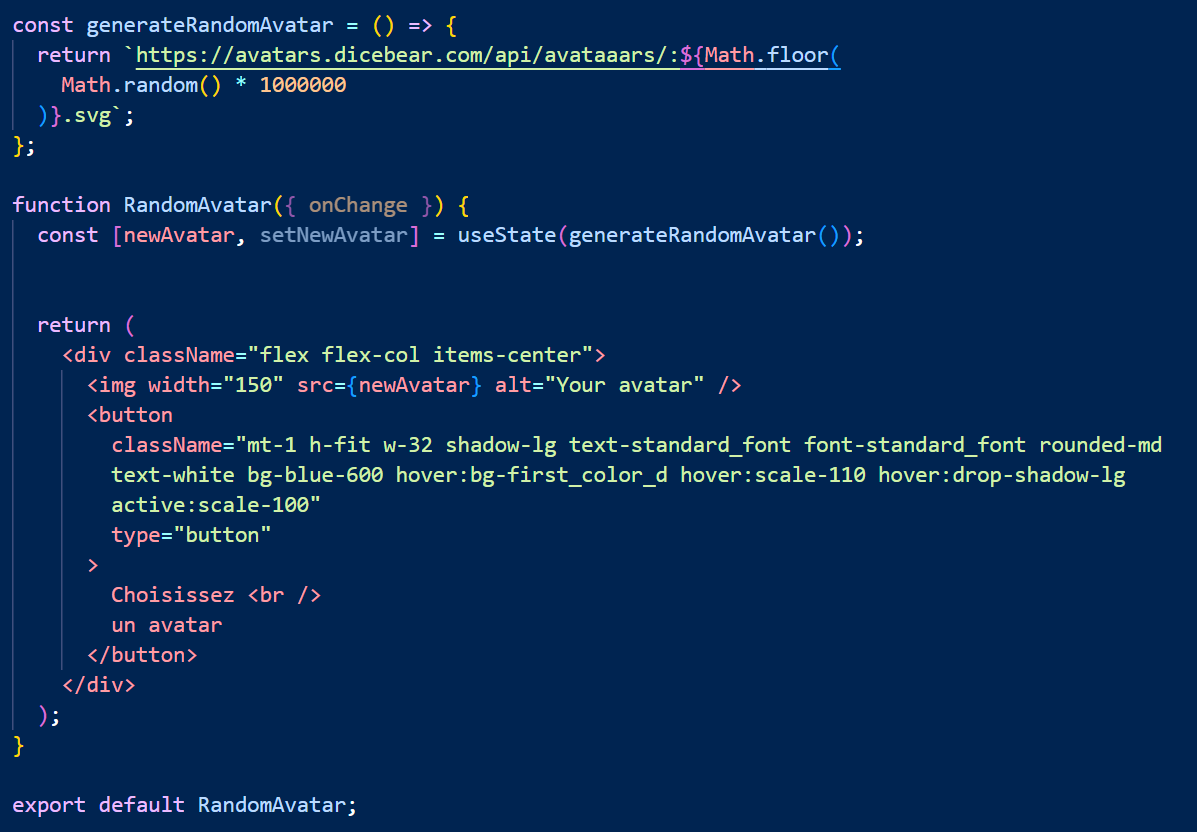 const generateRandomAvatar = () => {
  return `https://avatars.dicebear.com/api/avataaars/:${Math.floor(
    Math.random() * 1000000
  )}.svg`;
};

function RandomAvatar({ onChange }) {
  const [newAvatar, setNewAvatar] = useState(generateRandomAvatar());

  return (
    <div className="flex flex-col items-center">
      <img width="150" src={newAvatar} alt="Your avatar" />
      <button
        className="mt-1 h-fit w-32 shadow-lg text-standard_font font-standard_font rounded-md
        text-white bg-blue-600 hover:bg-first_color_d hover:scale-110 hover:drop-shadow-lg
        active:scale-100"
        type="button"
      >
        Choisissez <br />
        un avatar
      </button>
    </div>
  );
}

export default RandomAvatar;